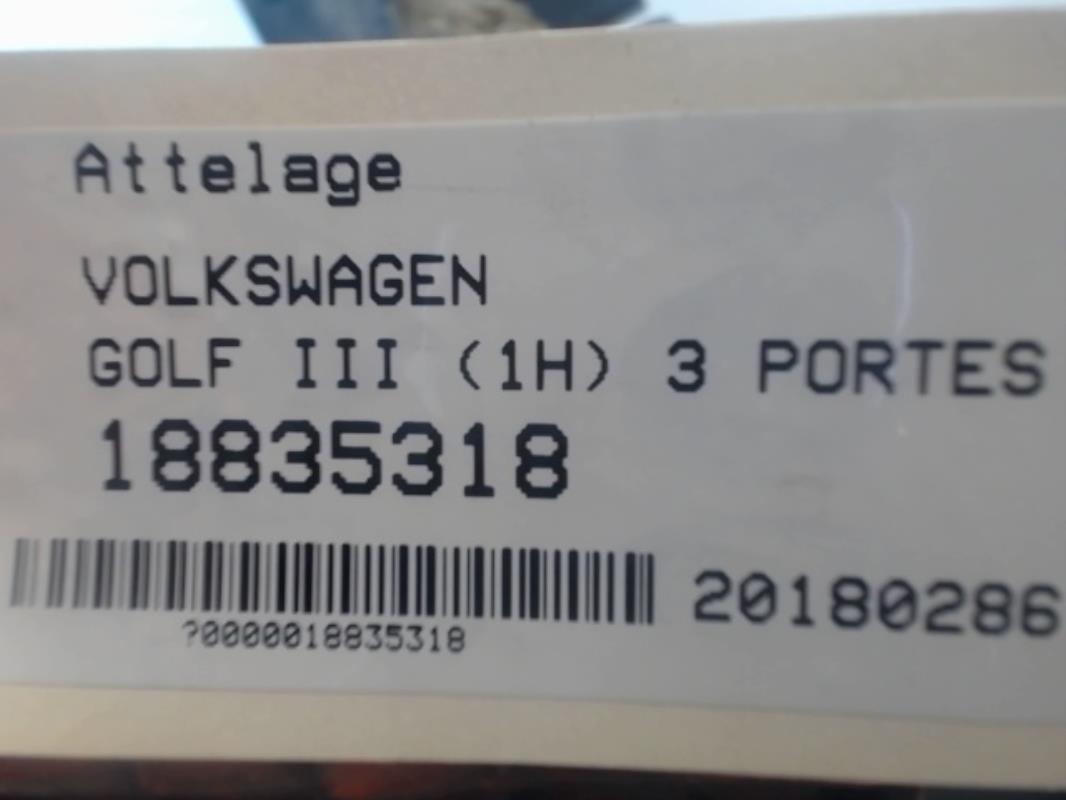 Attelage
VOLKSWAGEN
GOLF III (1H) 3 PORTES
18835318
20180286
?0000018835318